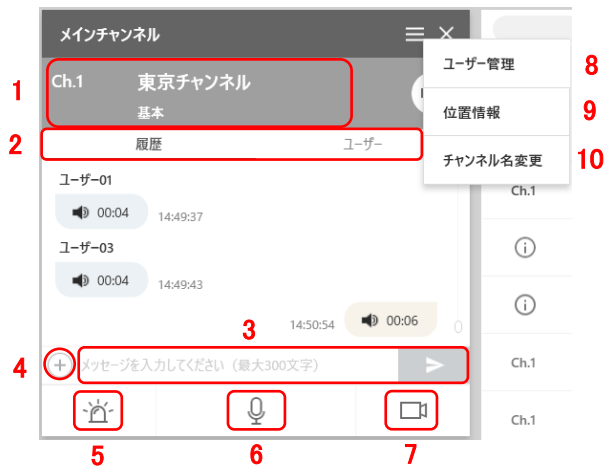 メインチャンネル
8 ユーザー管理
1
Ch.1 東京チャンネル
基本
9 位置情報
2
履歴 ユーザー
10 チャンネル名変更
Ch.1
ユーザー01
00:04 14:49:37
ユーザー03
00:04 14:49:43
14:50:54 00:06
3
0
4
メッセージを入力してください（最大300文字）
Ch.1
Ch.1
5 6 7